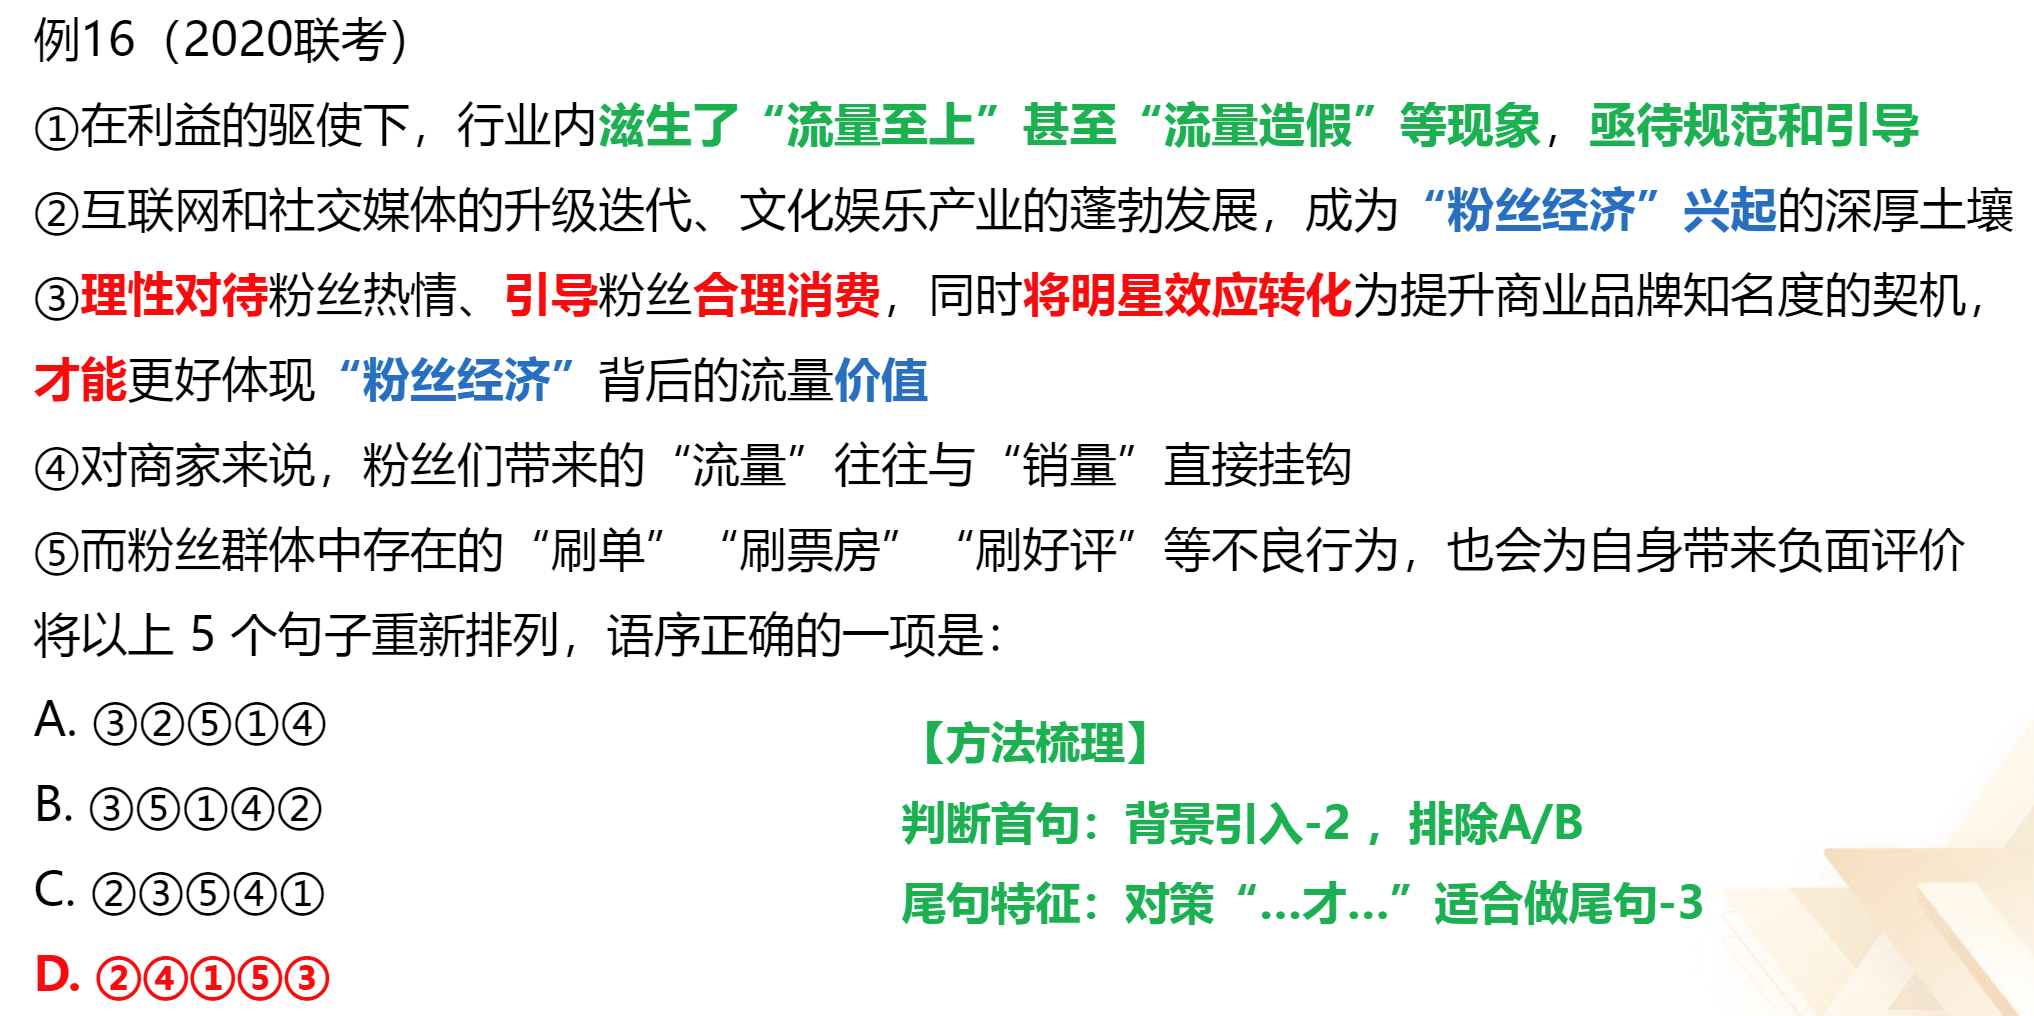 例16（2020联考）
①在利益的驱使下，行业内滋生了“流量至上”甚至“流量造假”等现象，亟待规范和引导
②互联网和社交媒体的升级迭代、文化娱乐产业的蓬勃发展，成为“粉丝经济”兴起的深厚土壤
③理性对待粉丝热情、引导粉丝合理消费，同时将明星效应转化为提升商业品牌知名度的契机，
才能更好体现“粉丝经济”背后的流量价值
④对商家来说，粉丝们带来的“流量”往往与“销量”直接挂钩
⑤而粉丝群体中存在的“刷单”“刷票房”“刷好评”等不良行为，也会为自身带来负面评价
将以上 5 个句子重新排列，语序正确的一项是：
A. ③②⑤①④
B. ③⑤①④②
C. ②③⑤④①
D. ②④①⑤③
【方法梳理】
判断首句：背景引入-2 ，排除A/B
尾句特征：对策“...才...”适合做尾句-3